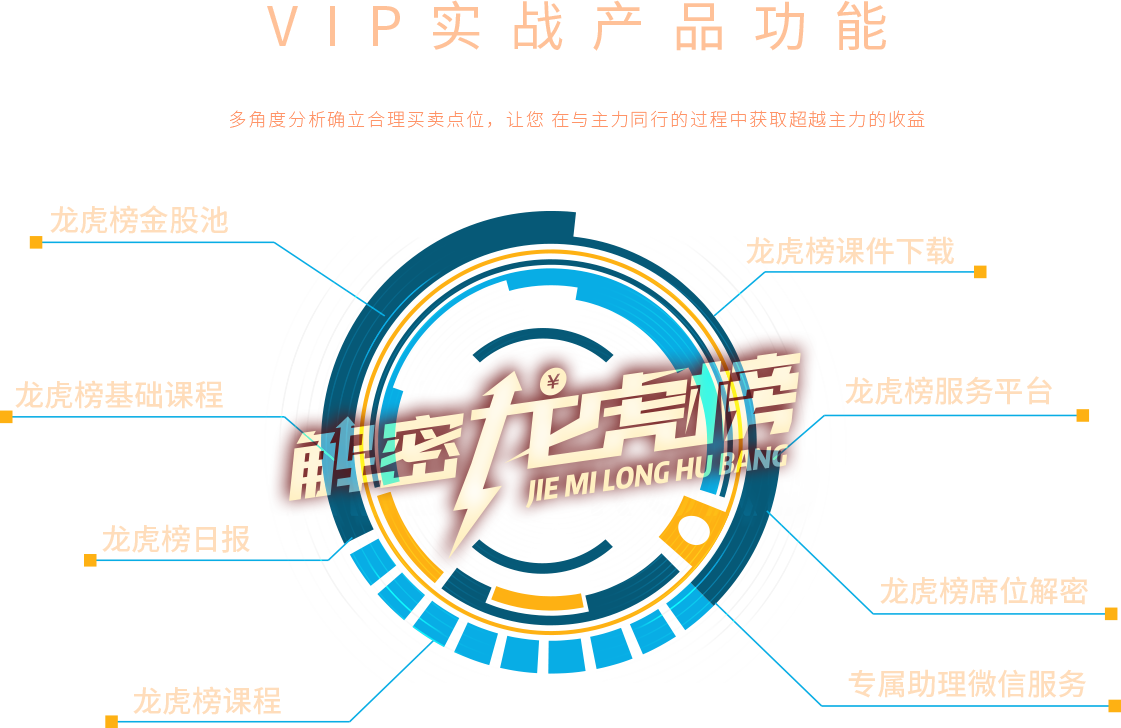 VIP实战产品功能
多角度分析确立合理买卖点位，让您 在与主力同行的过程中获取超越主力的收益
龙虎榜金股池
龙虎榜课件下载
龙虎榜基础课程
龙虎榜服务平台
¥
解密龙虎榜
JIE MI LONG HU BANG
龙虎榜日报
龙虎榜席位解密
龙虎榜课程
专属助理微信服务